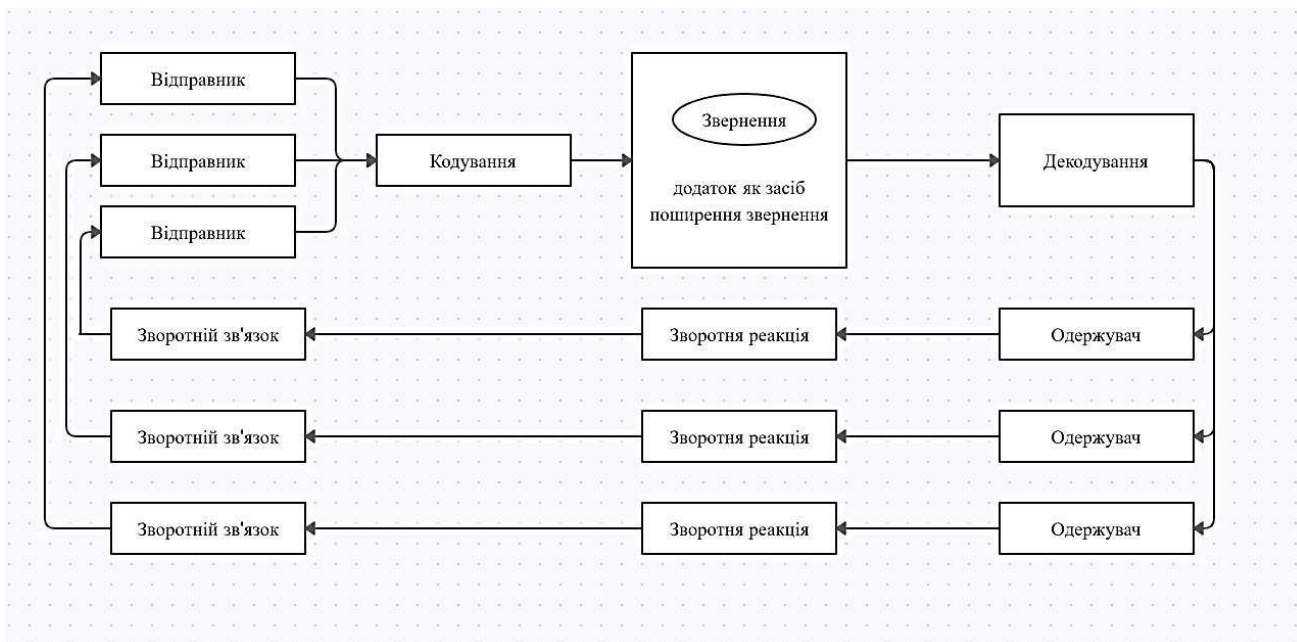 Відправник
Відправник
Відправник
Кодування
Звернення
додаток як засіб
поширення звернення
Декодування
Зворотній зв'язок
Зворотня реакція
Одержувач
Зворотній зв'язок
Зворотня реакція
Одержувач
Зворотній зв'язок
Зворотня реакція
Одержувач